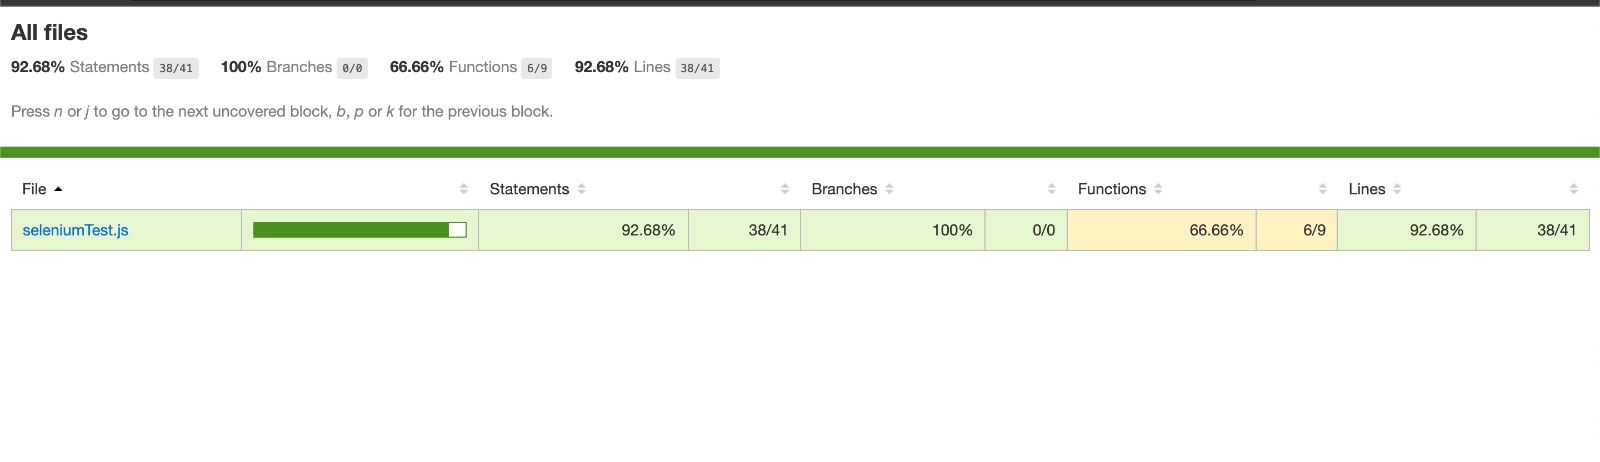 All files
92.68% Statements 38/41 100% Branches 0/0 66.66% Functions 6/9 92.68% Lines 38/41
Press n or j to go to the next uncovered block, b, p or k for the previous block.
File Statements Branches Functions Lines
seleniumTest.js 92.68% 38/41 100% 0/0 66.66% 6/9 92.68% 38/41